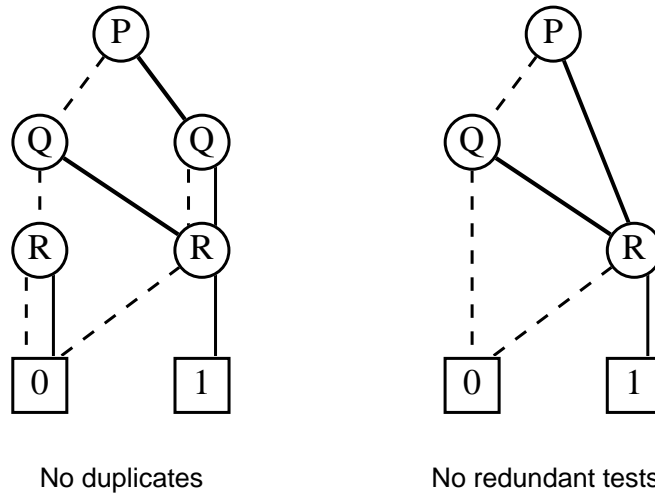 P P
Q Q Q
R R R
0 1 0 1
No duplicates No redundant tests